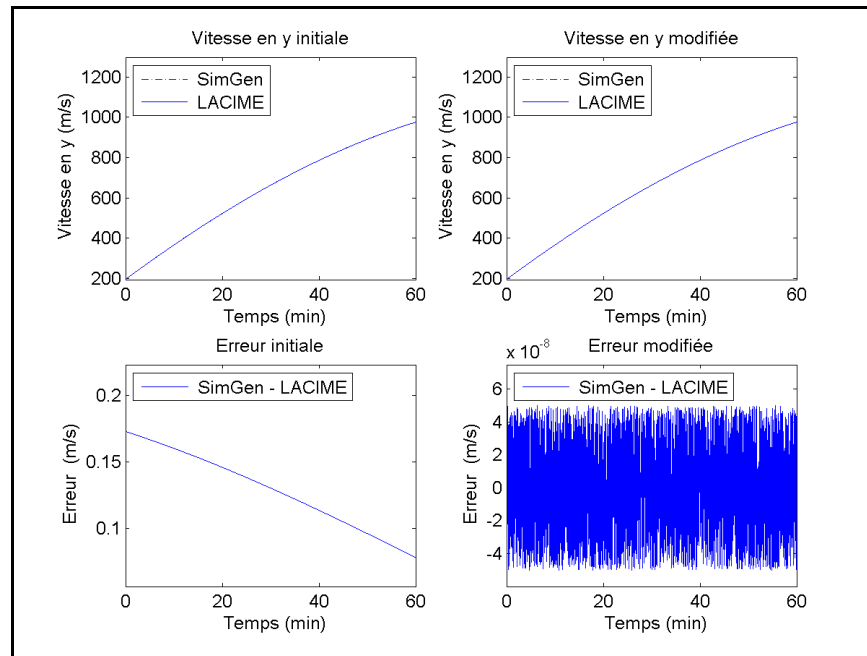 Vitesse en y initiale
1200
1000
800
600
400
200
Vitesse en y (m/s)
SimGen
LACIME
0
20
40
60
Temps (min)
Vitesse en y modifiée
1200
1000
800
600
400
200
Vitesse en y (m/s)
SimGen
LACIME
0
20
40
60
Temps (min)
Erreur initiale
0.2
0.15
0.1
Erreur (m/s)
SimGen - LACIME
0
20
40
60
Temps (min)
x 10-8
Erreur modifiée
6
4
2
0
-2
-4
Erreur (m/s)
SimGen - LACIME
0
20
40
60
Temps (min)